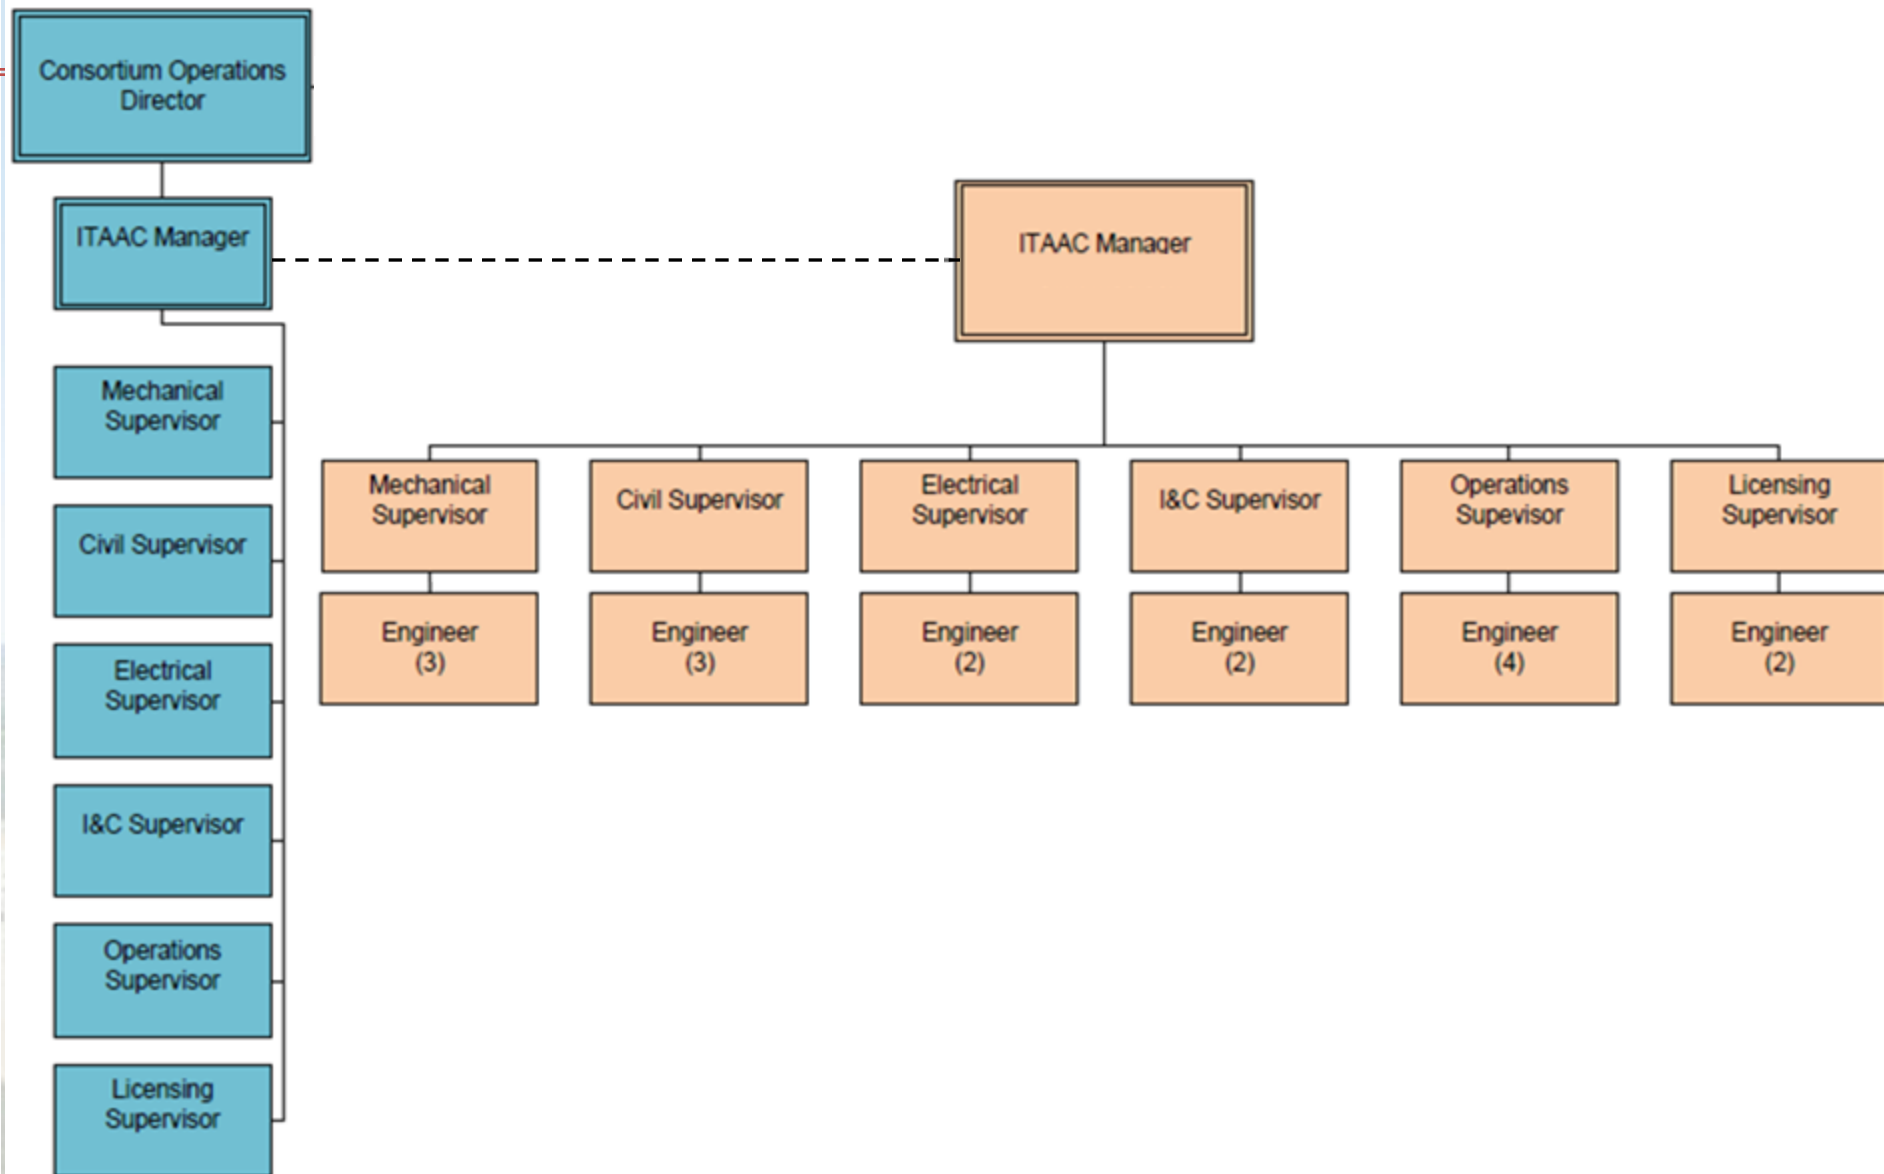 Consortium Operations
Director
ITAAC Manager
ITAAC Manager
Mechanical
Supervisor
Civil Supervisor
Electrical
Supervisor
I&C Supervisor
Operations
Supervisor
Licensing
Supervisor
Mechanical
Supervisor
Civil Supervisor
Electrical
Supervisor
I&C Supervisor
Operations
Supevisor
Licensing
Supervisor
Engineer
(3)
Engineer
(3)
Engineer
(2)
Engineer
(2)
Engineer
(4)
Engineer
(2)